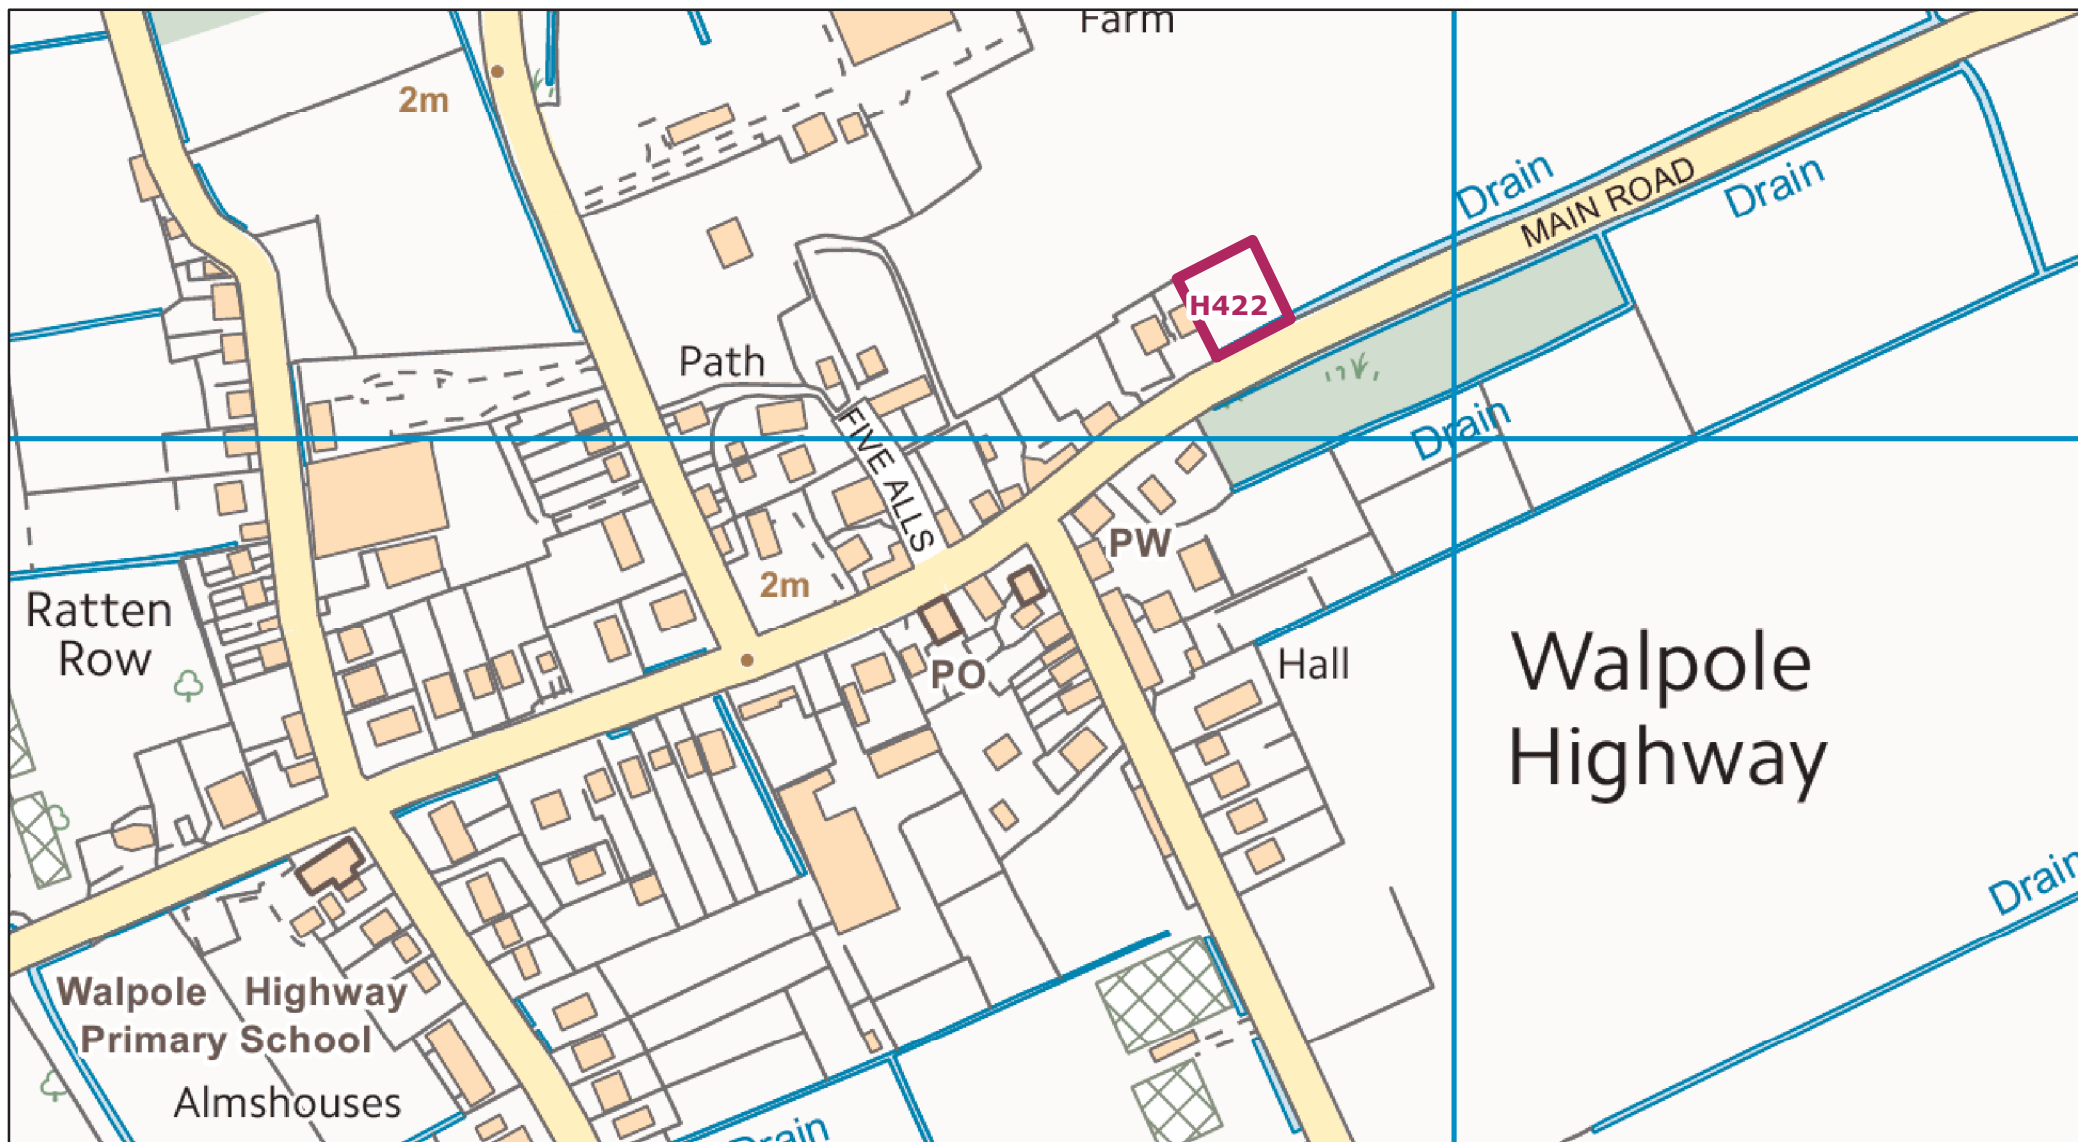 Farm
2m
Drain
MAIN ROAD
Drain
H422
Path
FIVE ALLS
Drain
PW
2m
Ratten
Row
PO
Hall
Walpole
Highway
Drain
Walpole Highway
Primary School
Almshouses
Drain